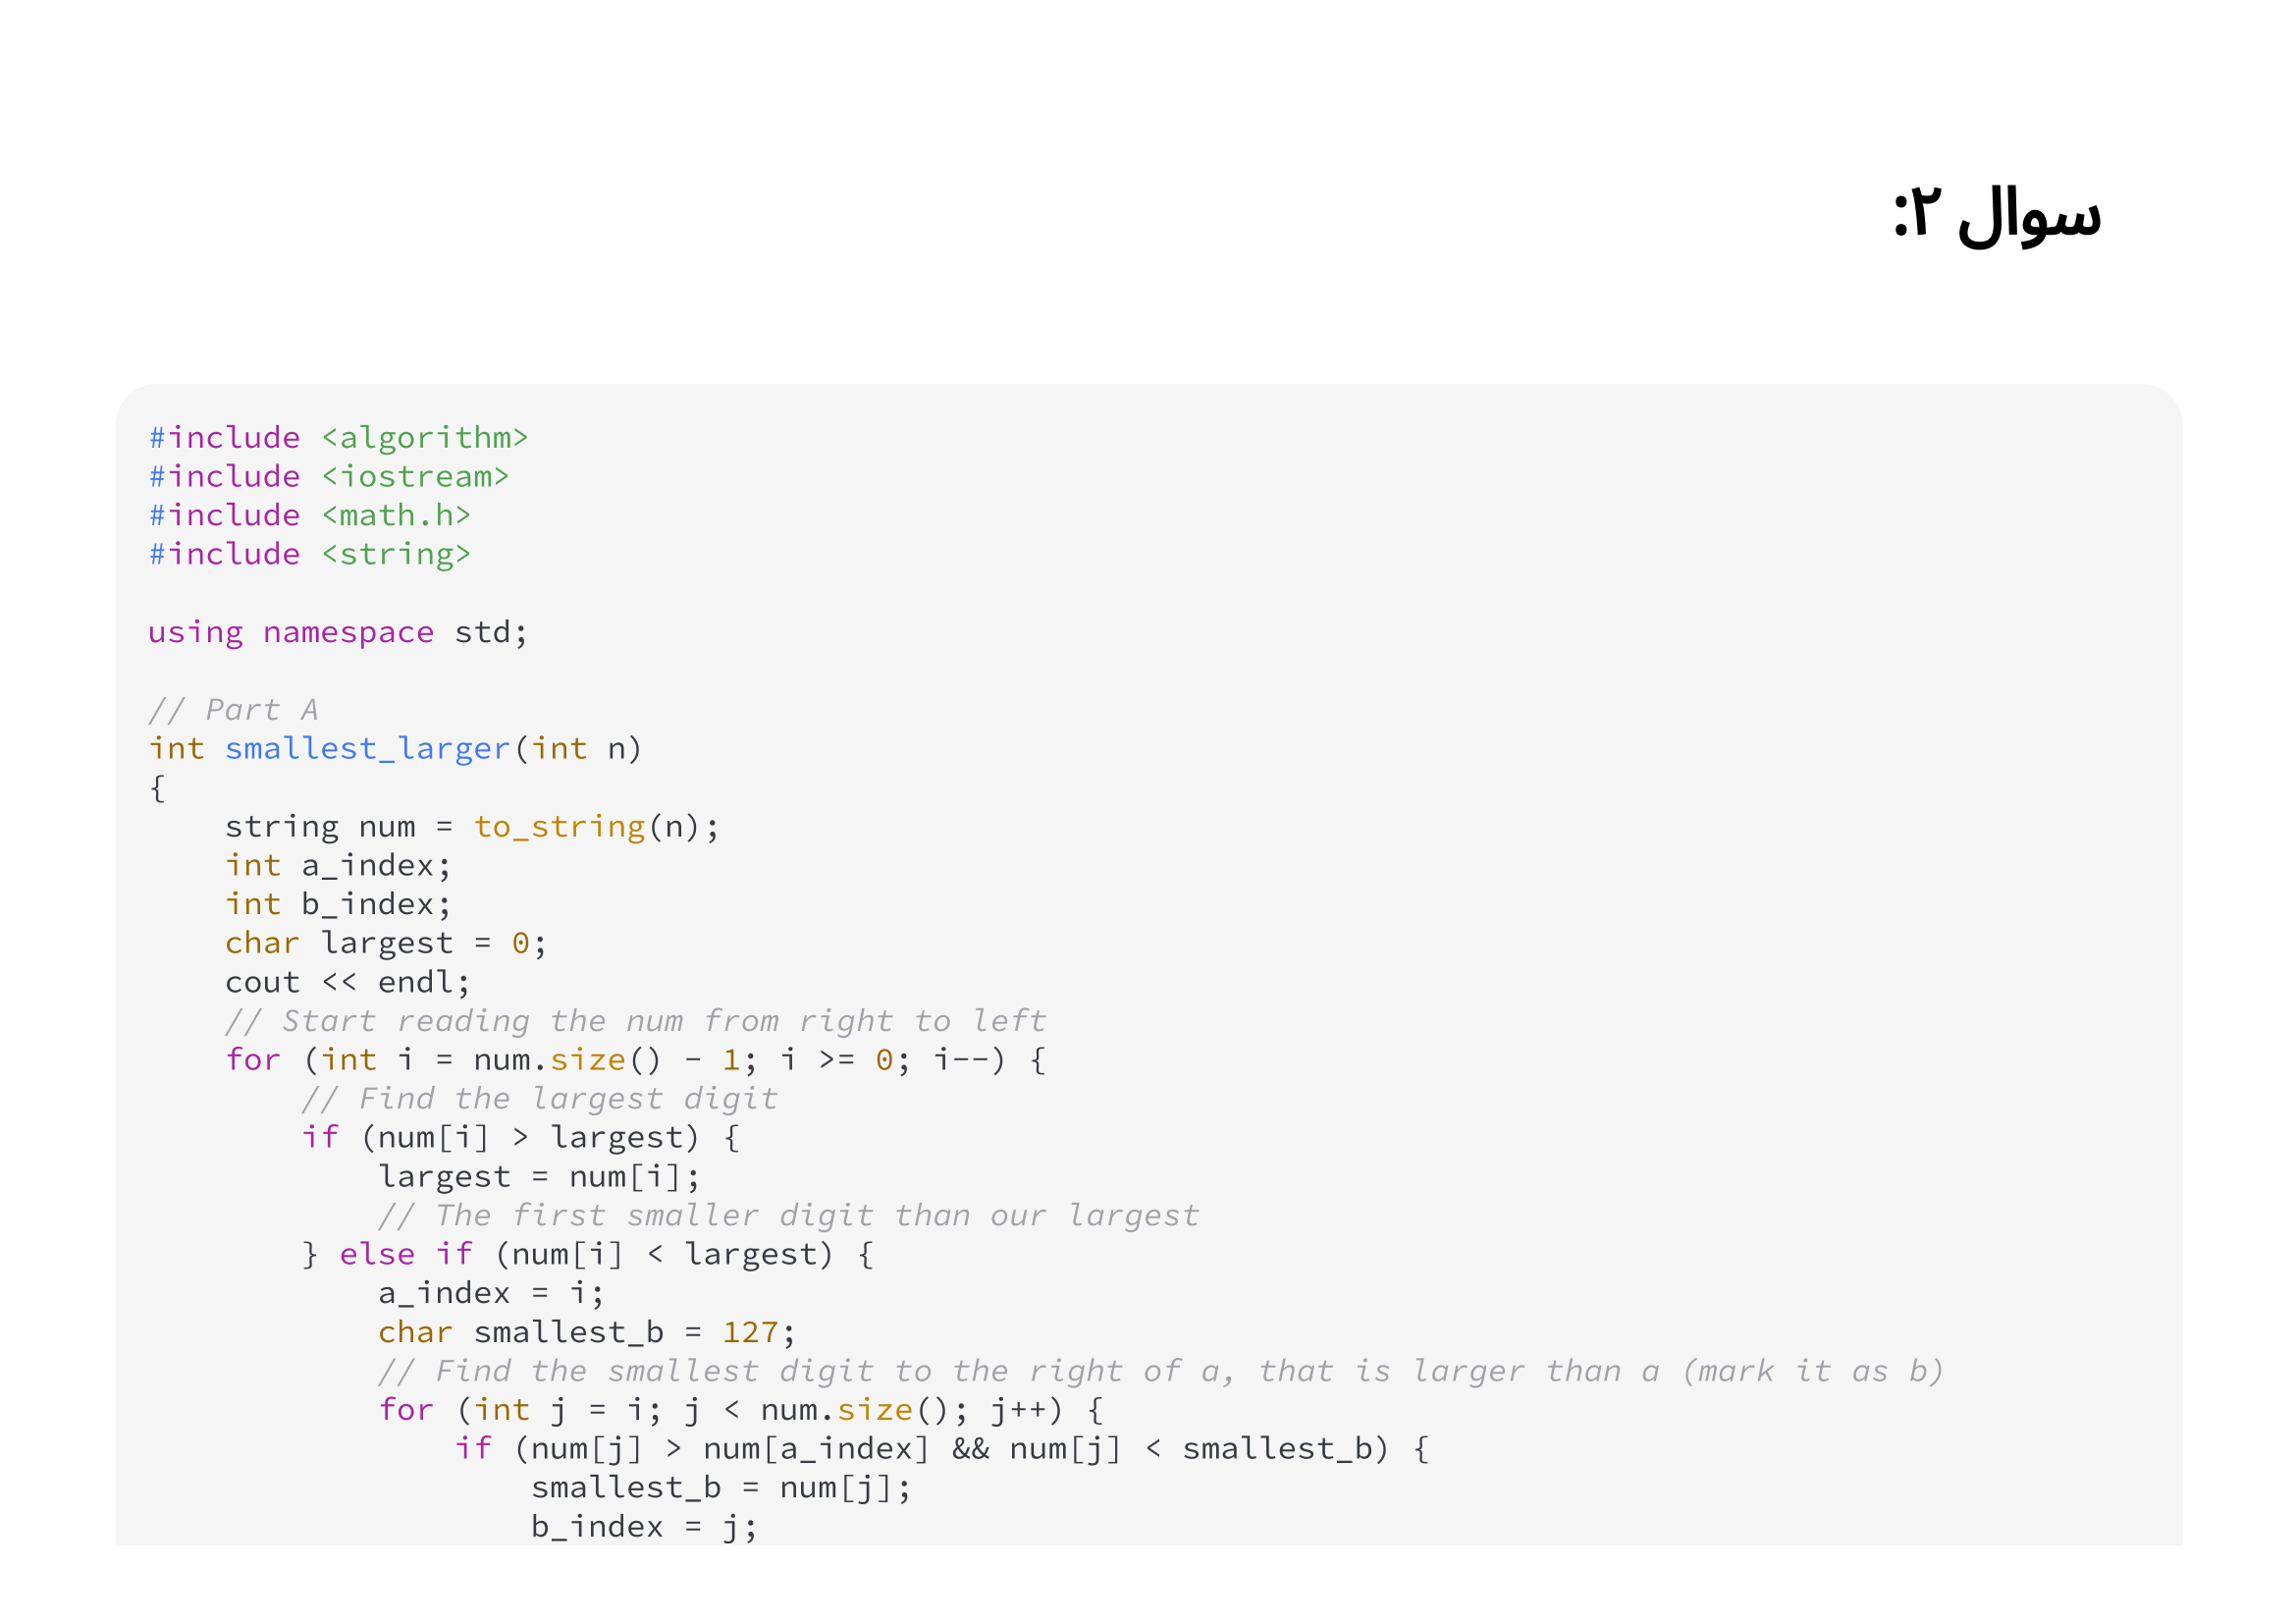 سوال ۲:
#include <algorithm>
#include <iostream>
#include <math.h>
#include <string>

using namespace std;

// Part A
int smallest_larger(int n)
{
    string num = to_string(n);
    int a_index;
    int b_index;
    char largest = 0;
    cout << endl;
    // Start reading the num from right to left
    for (int i = num.size() - 1; i >= 0; i--) {
        // Find the largest digit
        if (num[i] > largest) {
            largest = num[i];
            // The first smaller digit than our largest
        } else if (num[i] < largest) {
            a_index = i;
            char smallest_b = 127;
            // Find the smallest digit to the right of a, that is larger than a (mark it as b)
            for (int j = i; j < num.size(); j++) {
                if (num[j] > num[a_index] && num[j] < smallest_b) {
                    smallest_b = num[j];
                    b_index = j;